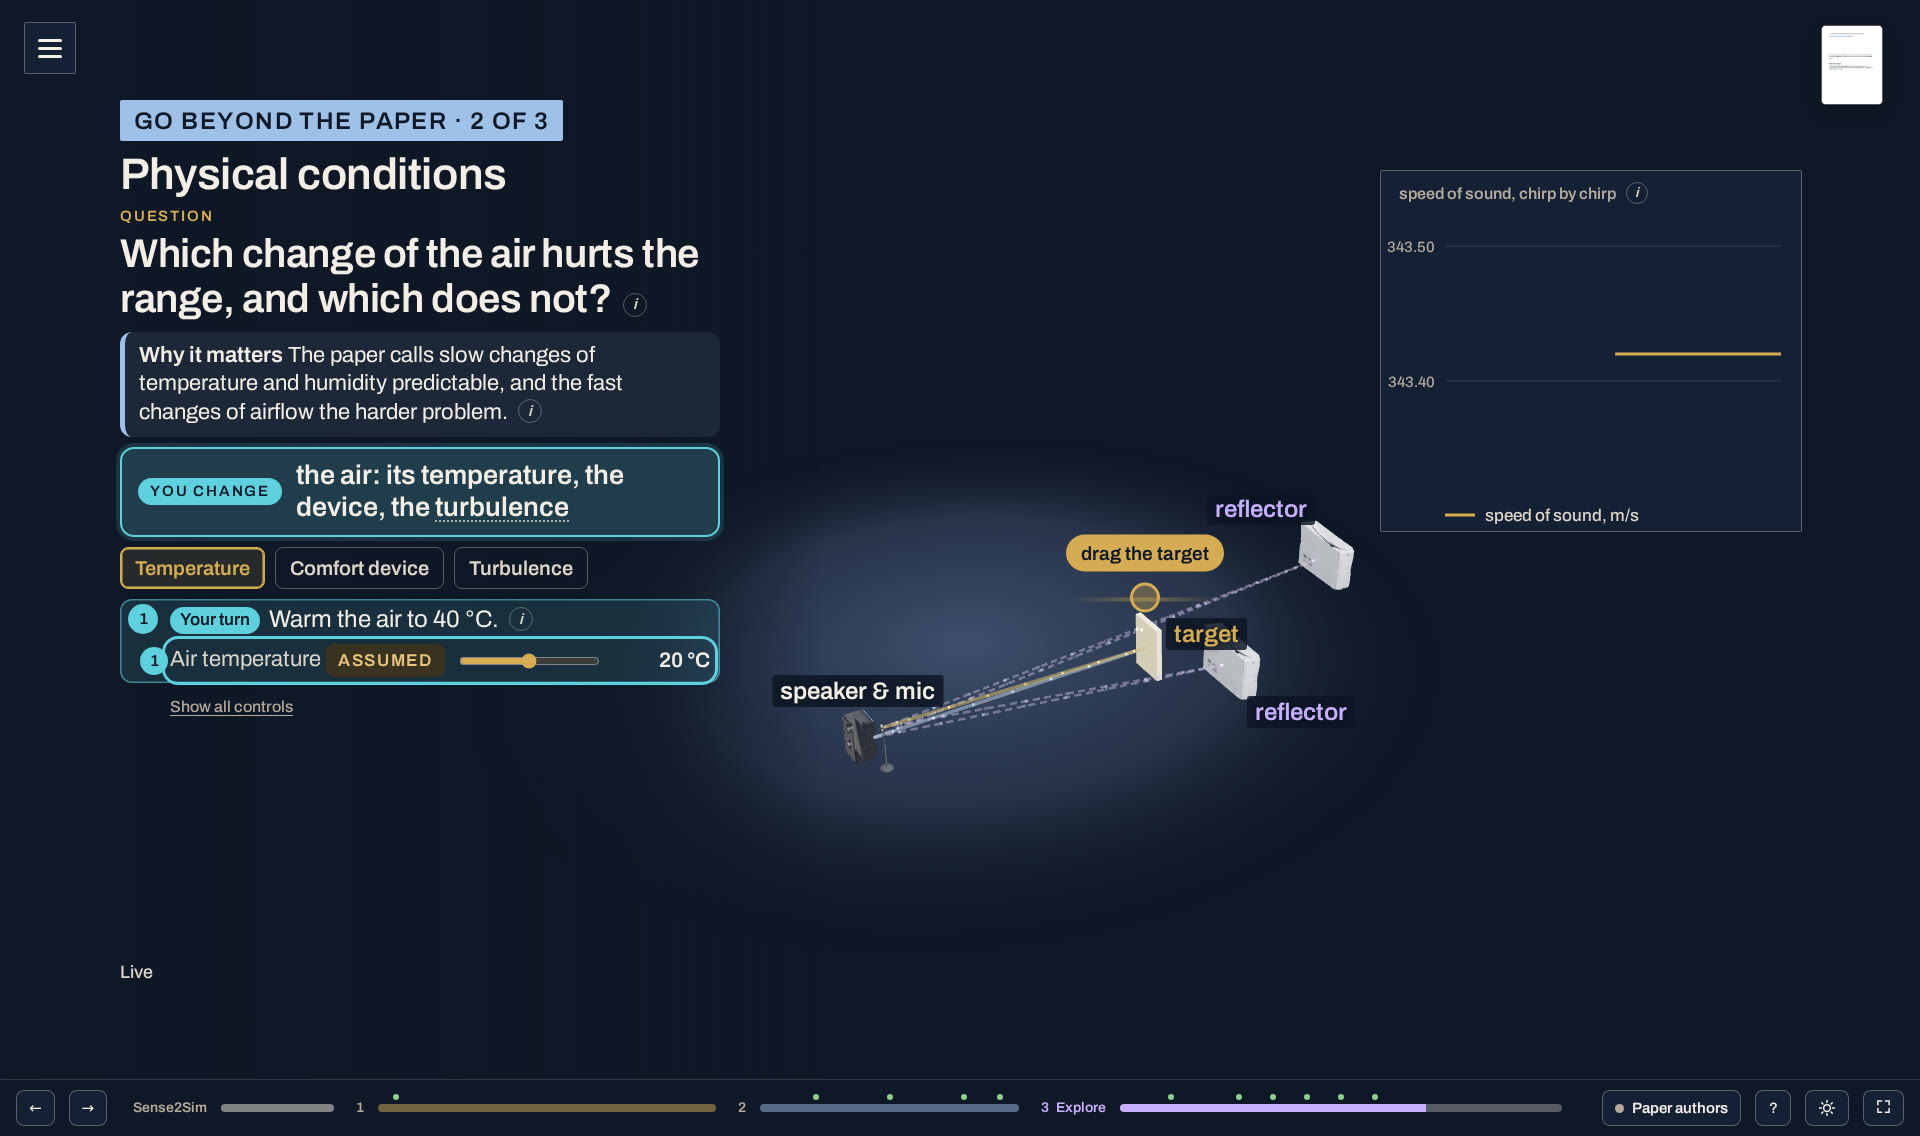 GO BEYOND THE PAPER · 2 OF 3
Physical conditions
QUESTION
Which change of the air hurts the
range, and which does not? i
Why it matters The paper calls slow changes of
temperature and humidity predictable, and the fast
changes of airflow the harder problem. i
YOU CHANGE the air: its temperature, the
device, the turbulence
Temperature Comfort device Turbulence
1 Your turn Warm the air to 40 °C. i
1 Air temperature ASSUMED 20 °C
Show all controls
Live
speed of sound, chirp by chirp i
343.50
343.40
speed of sound, m/s
reflector
drag the target
target
speaker & mic
reflector
← → Sense2Sim 1 2 3 Explore Paper authors ?